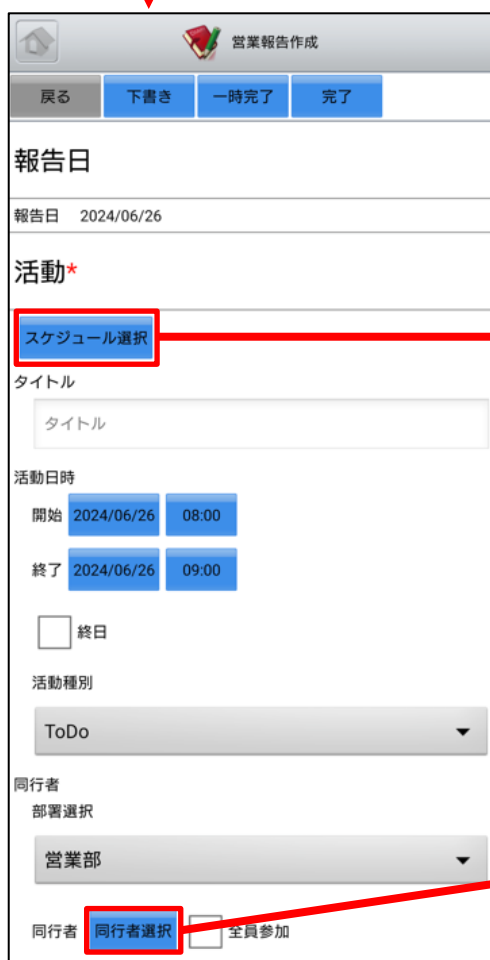 営業報告作成
戻る 下書き 一時完了 完了
報告日
報告日 2024/06/26
活動*
スケジュール選択
タイトル
タイトル
活動日時
開始 2024/06/26 08:00
終了 2024/06/26 09:00
終日
活動種別
ToDo
同行者
部署選択
営業部
同行者 同行者選択 全員参加